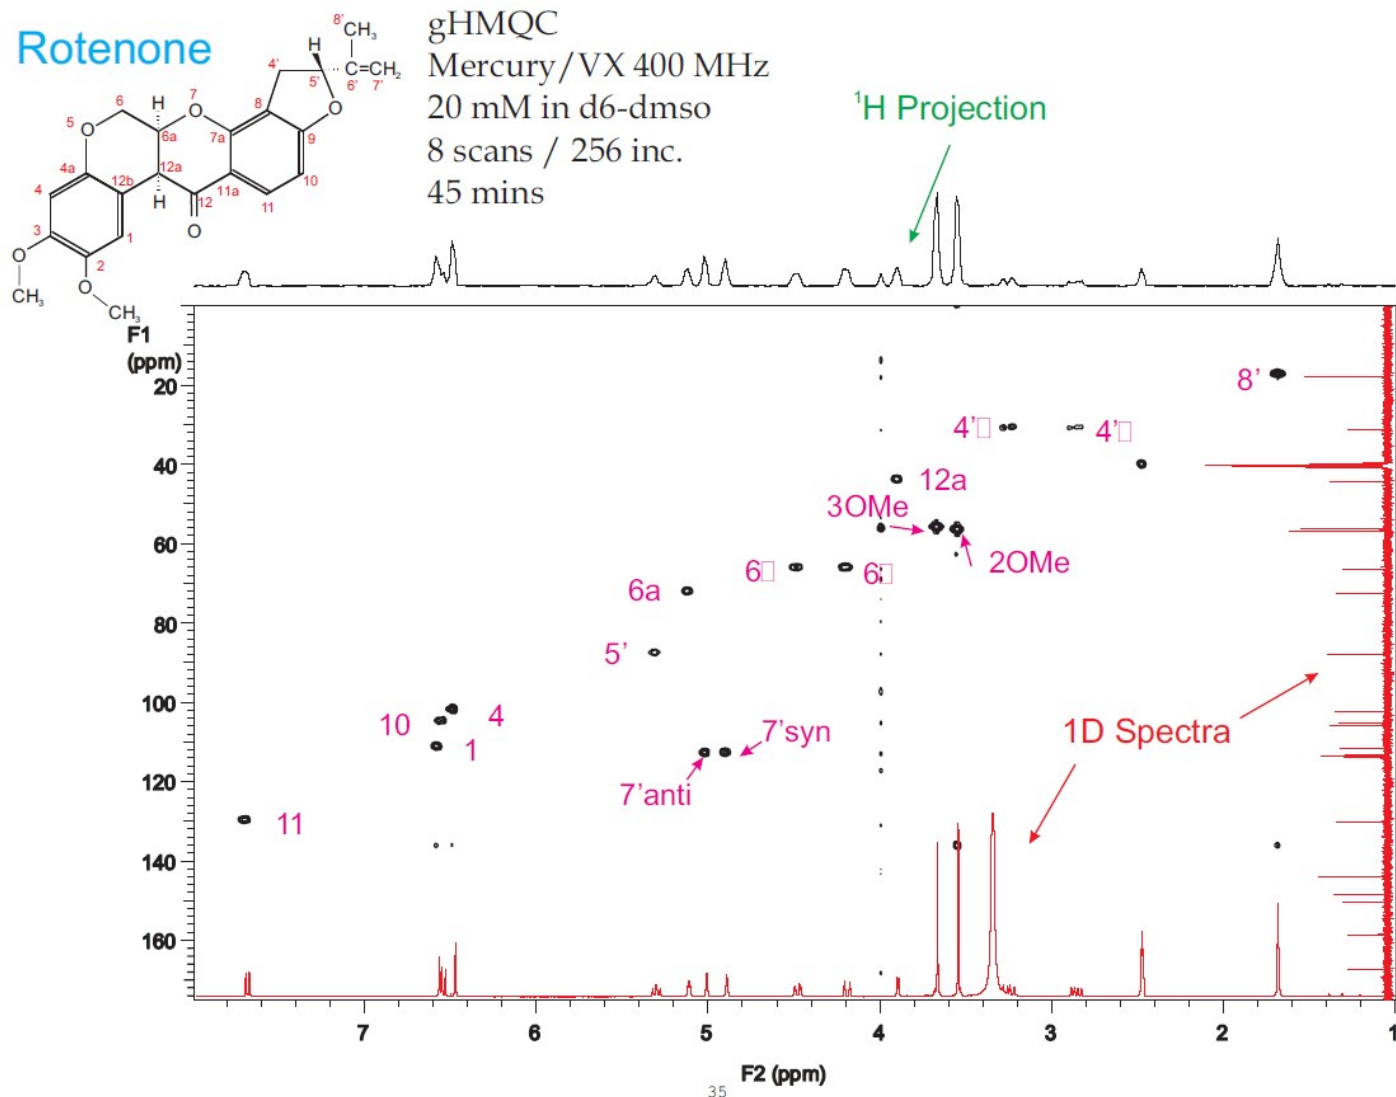 Rotenone
gHMQC
Mercury/VX 400 MHz
20 mM in d6-dmso
8 scans / 256 inc.
45 mins
8'
CH₃
H
4'
5'
6'
CH₂
7'
6
H
O
7
8
O
O
5
6a
7a
9
4a
12a
4
12b
11a
10
H
12
11
3
1
O
O
2
CH₃
O
CH₃
¹H Projection
F1
(ppm)
20
40
60
80
100
120
140
160
8'
4'□
4'□
12a
3OMe
2OMe
6□
6□
6a
5'
10
4
1
7'syn
7'anti
11
1D Spectra
7
6
5
4
3
2
1
F2 (ppm)
35